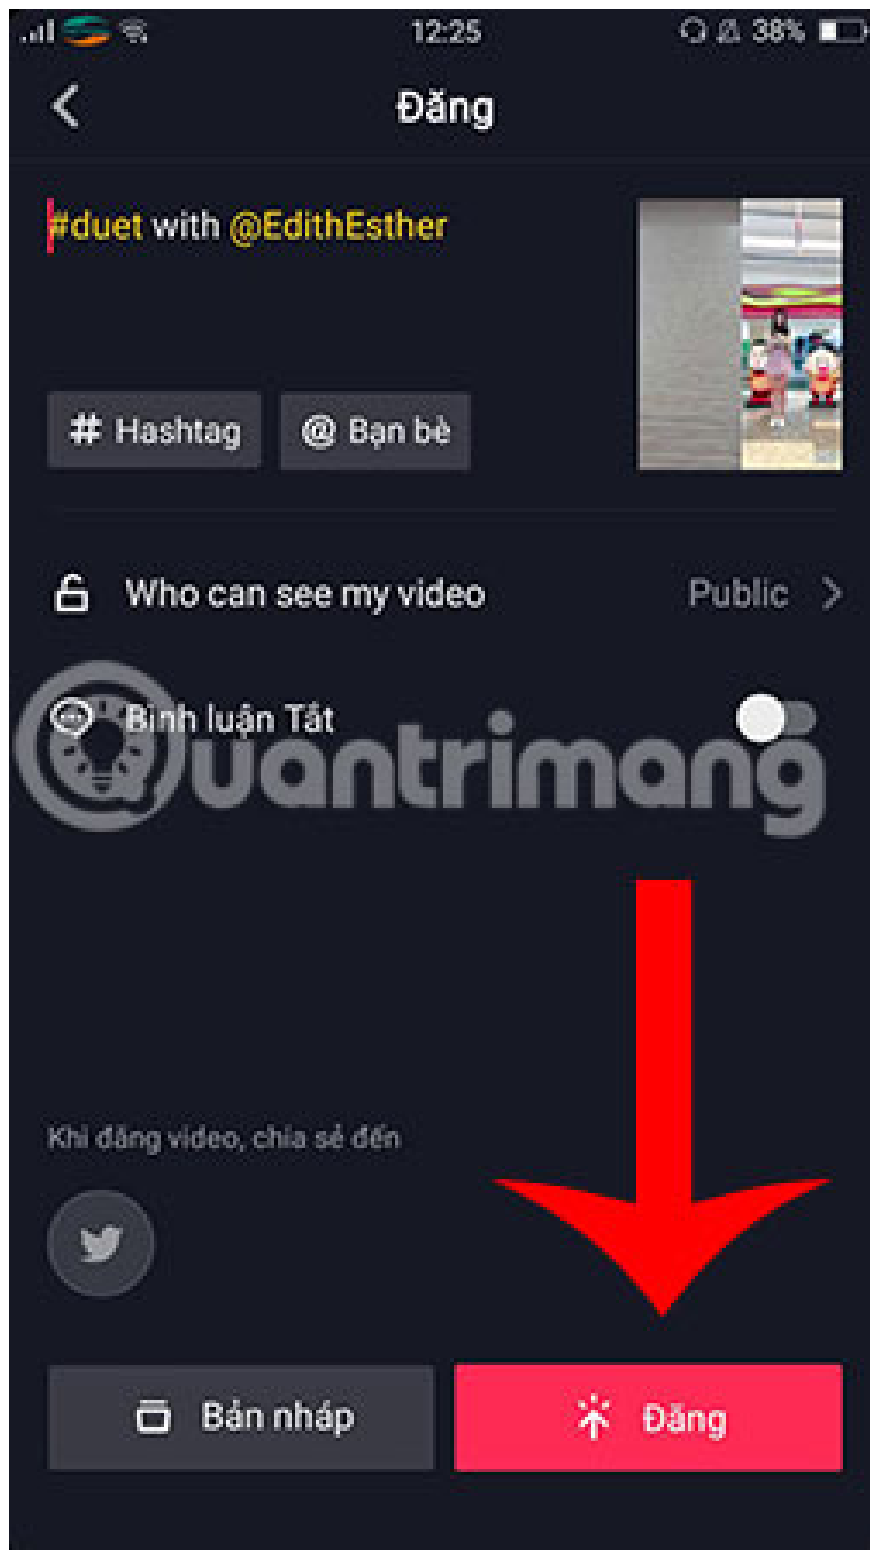 12:25 38%
Đăng
#duet with @EdithEsther
# Hashtag @ Bạn bè
Who can see my video Public
Bình luận Tắt
Quantrimang
Khi đăng video, chia sẻ đến
Bản nháp Đăng